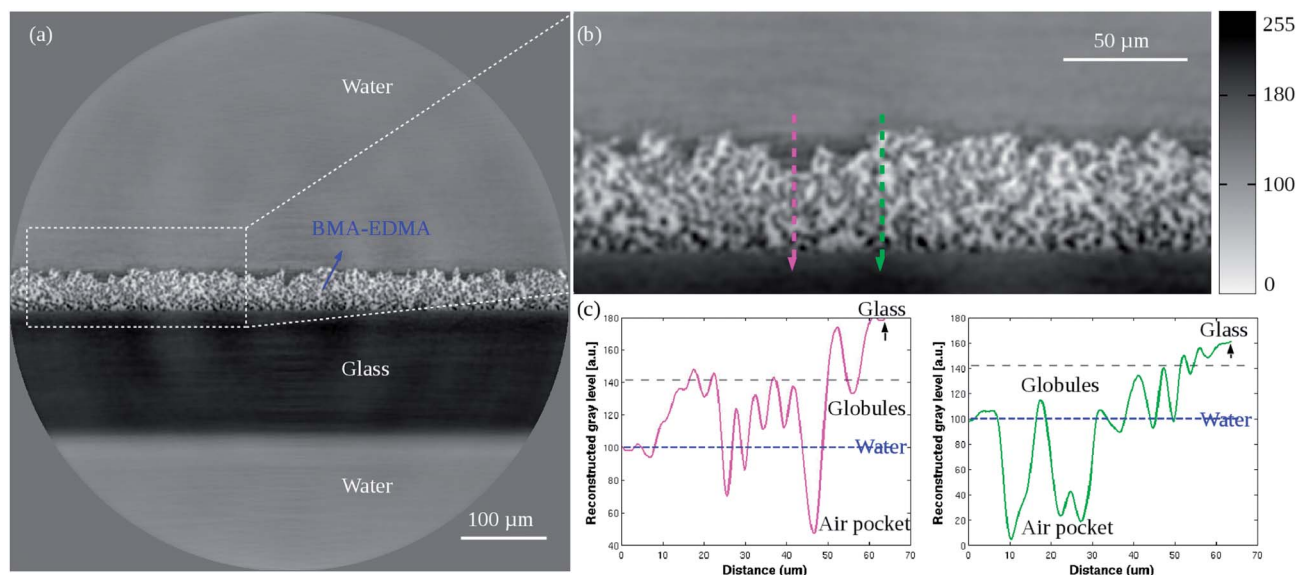 (a)
Water
BMA-EDMA
Glass
Water
100 µm
(b)
50 µm
255
180
100
0
(c)
Glass
Globules
Water
Air pocket
Reconstructed gray level [a.u.]
180
160
140
120
100
80
60
40
0 10 20 30 40 50 60 70
Distance (um)
Glass
Globules
Water
Air pocket
Reconstructed gray level [a.u.]
180
160
140
120
100
80
60
40
20
0
0 10 20 30 40 50 60 70
Distance (um)